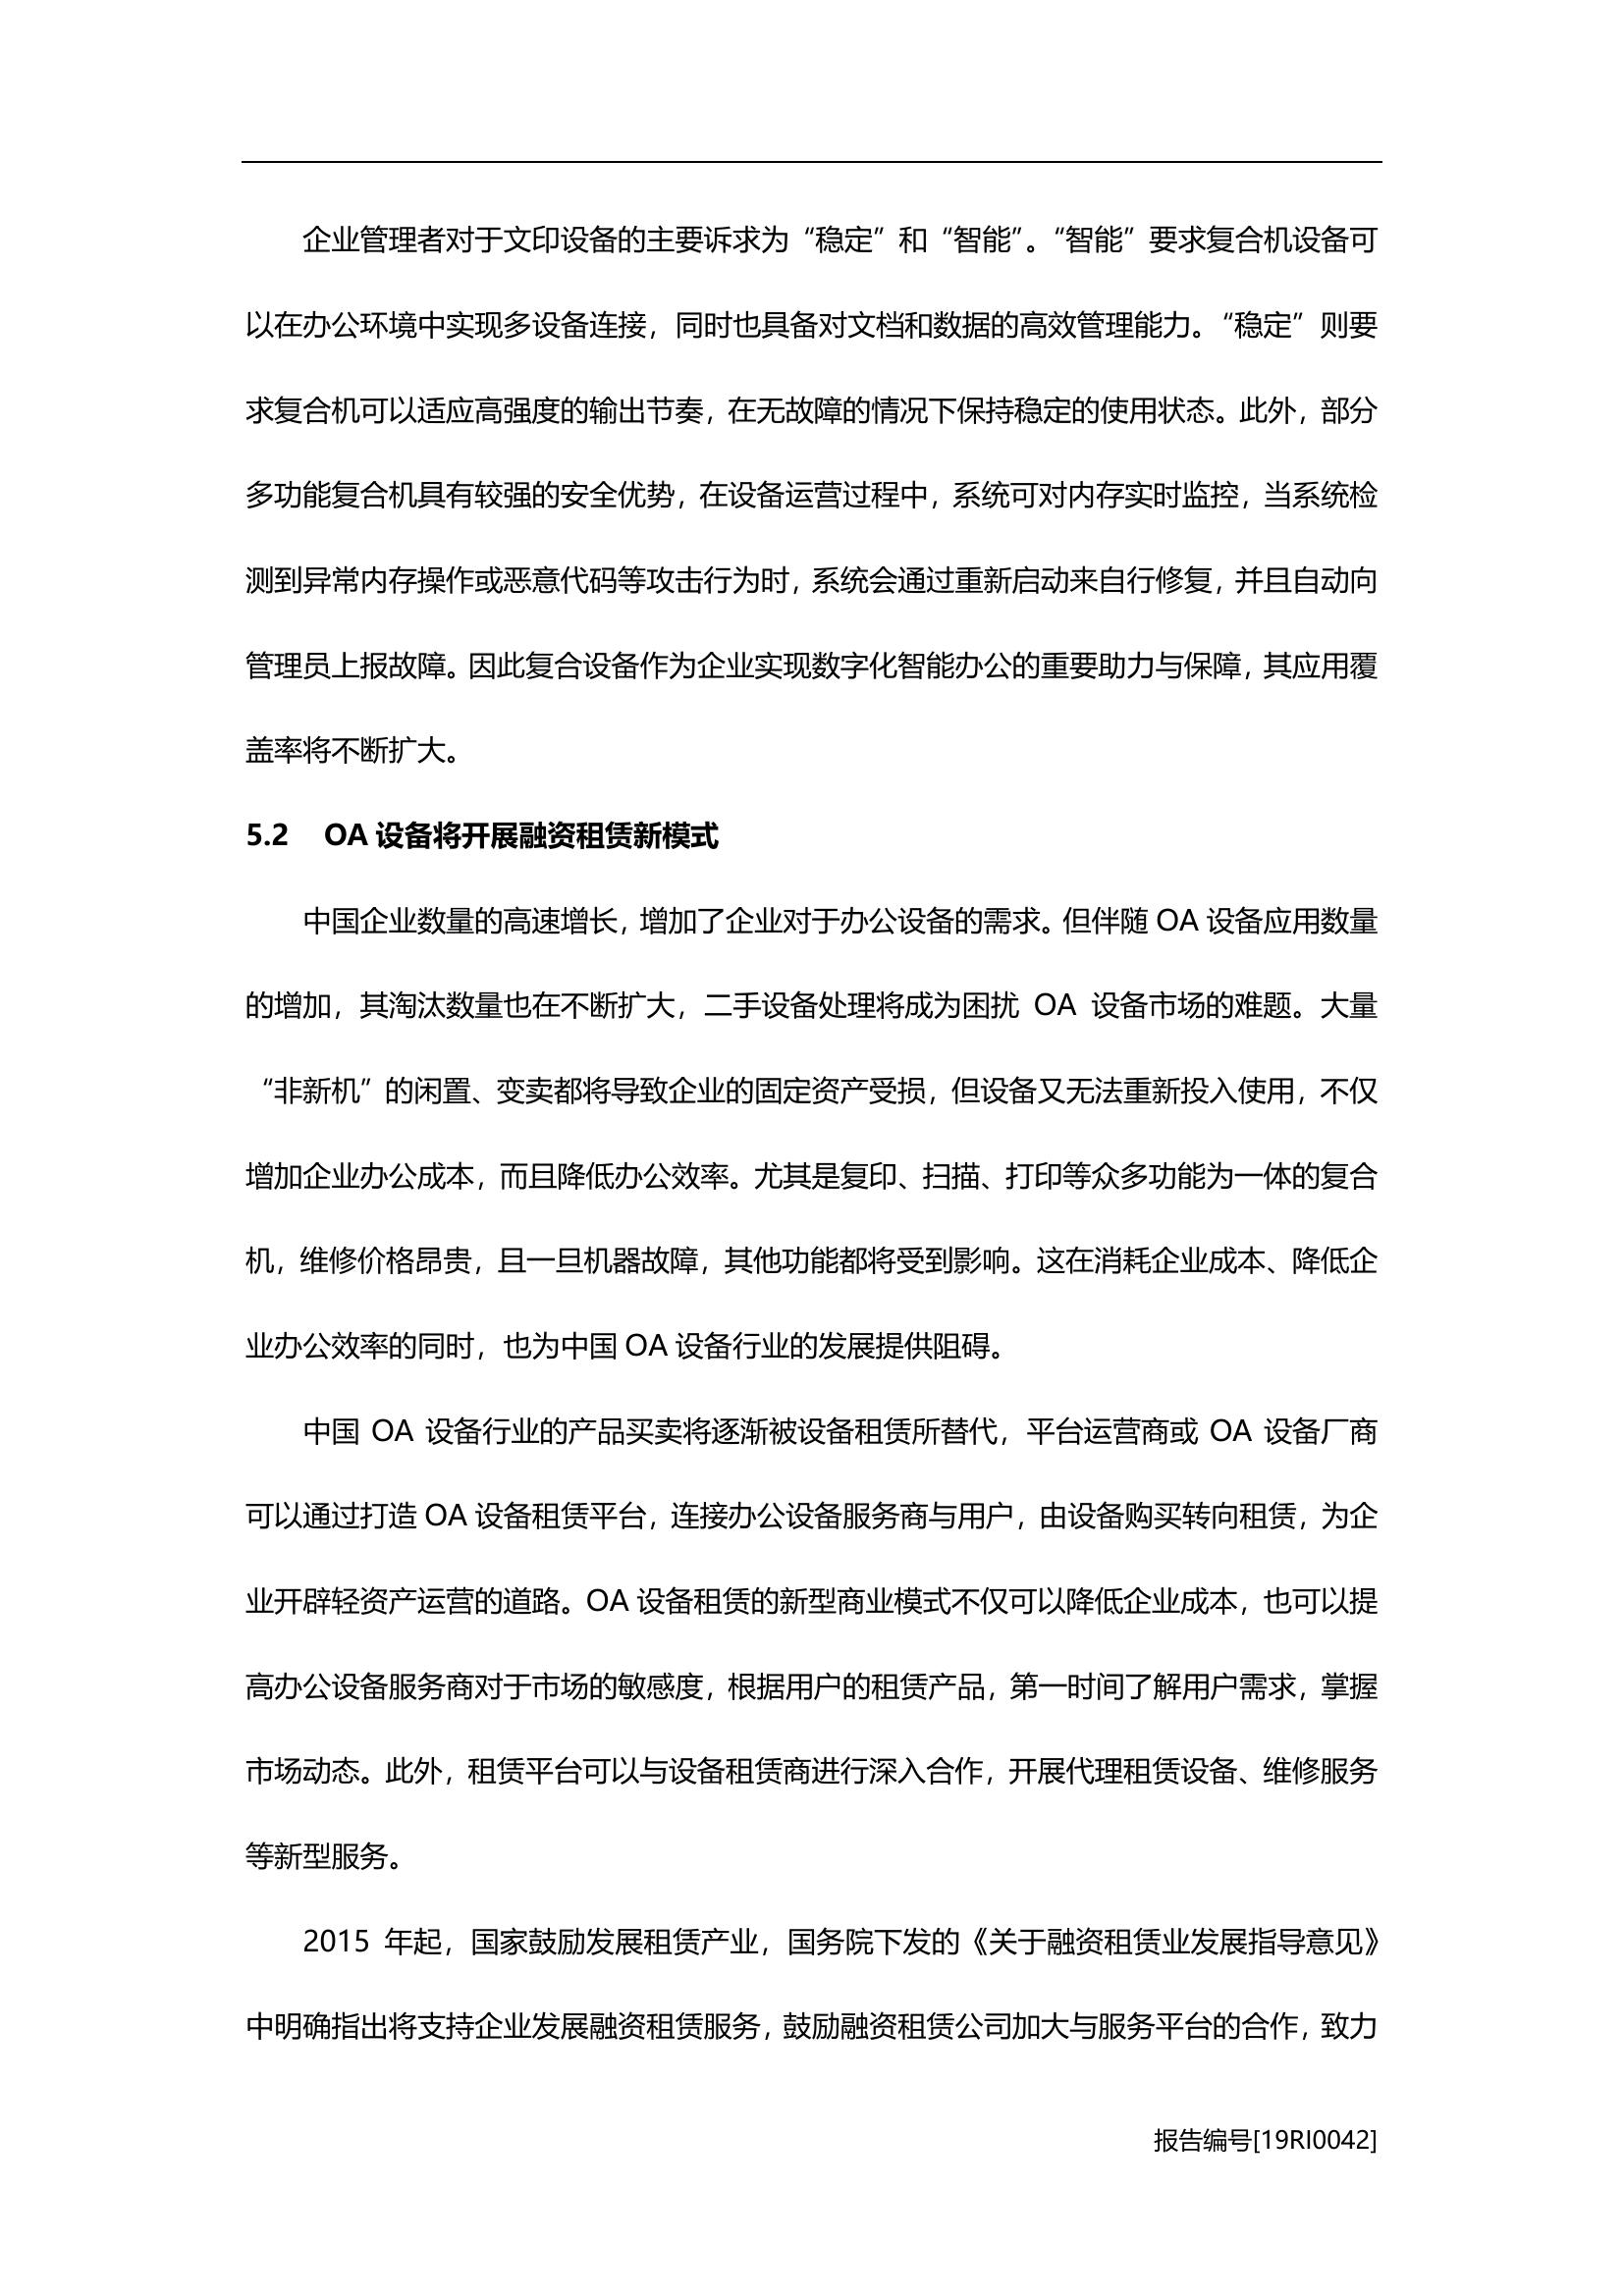 企业管理者对于文印设备的主要诉求为“稳定”和“智能”。“智能”要求复合机设备可
以在办公环境中实现多设备连接，同时也具备对文档和数据的高效管理能力。“稳定”则要
求复合机可以适应高强度的输出节奏，在无故障的情况下保持稳定的使用状态。此外，部分
多功能复合机具有较强的安全优势，在设备运营过程中，系统可对内存实时监控，当系统检
测到异常内存操作或恶意代码等攻击行为时，系统会通过重新启动来自行修复，并且自动向
管理员上报故障。因此复合设备作为企业实现数字化智能办公的重要助力与保障，其应用覆
盖率将不断扩大。
5.2 OA 设备将开展融资租赁新模式
中国企业数量的高速增长，增加了企业对于办公设备的需求。但伴随 OA 设备应用数量
的增加，其淘汰数量也在不断扩大，二手设备处理将成为困扰 OA 设备市场的难题。大量
“非新机”的闲置、变卖都将导致企业的固定资产受损，但设备又无法重新投入使用，不仅
增加企业办公成本，而且降低办公效率。尤其是复印、扫描、打印等众多功能为一体的复合
机，维修价格昂贵，且一旦机器故障，其他功能都将受到影响。这在消耗企业成本、降低企
业办公效率的同时，也为中国 OA 设备行业的发展提供阻碍。
中国 OA 设备行业的产品买卖将逐渐被设备租赁所替代，平台运营商或 OA 设备厂商
可以通过打造 OA 设备租赁平台，连接办公设备服务商与用户，由设备购买转向租赁，为企
业开辟轻资产运营的道路。OA 设备租赁的新型商业模式不仅可以降低企业成本，也可以提
高办公设备服务商对于市场的敏感度，根据用户的租赁产品，第一时间了解用户需求，掌握
市场动态。此外，租赁平台可以与设备租赁商进行深入合作，开展代理租赁设备、维修服务
等新型服务。
2015 年起，国家鼓励发展租赁产业，国务院下发的《关于融资租赁业发展指导意见》
中明确指出将支持企业发展融资租赁服务，鼓励融资租赁公司加大与服务平台的合作，致力
报告编号[19RI0042]